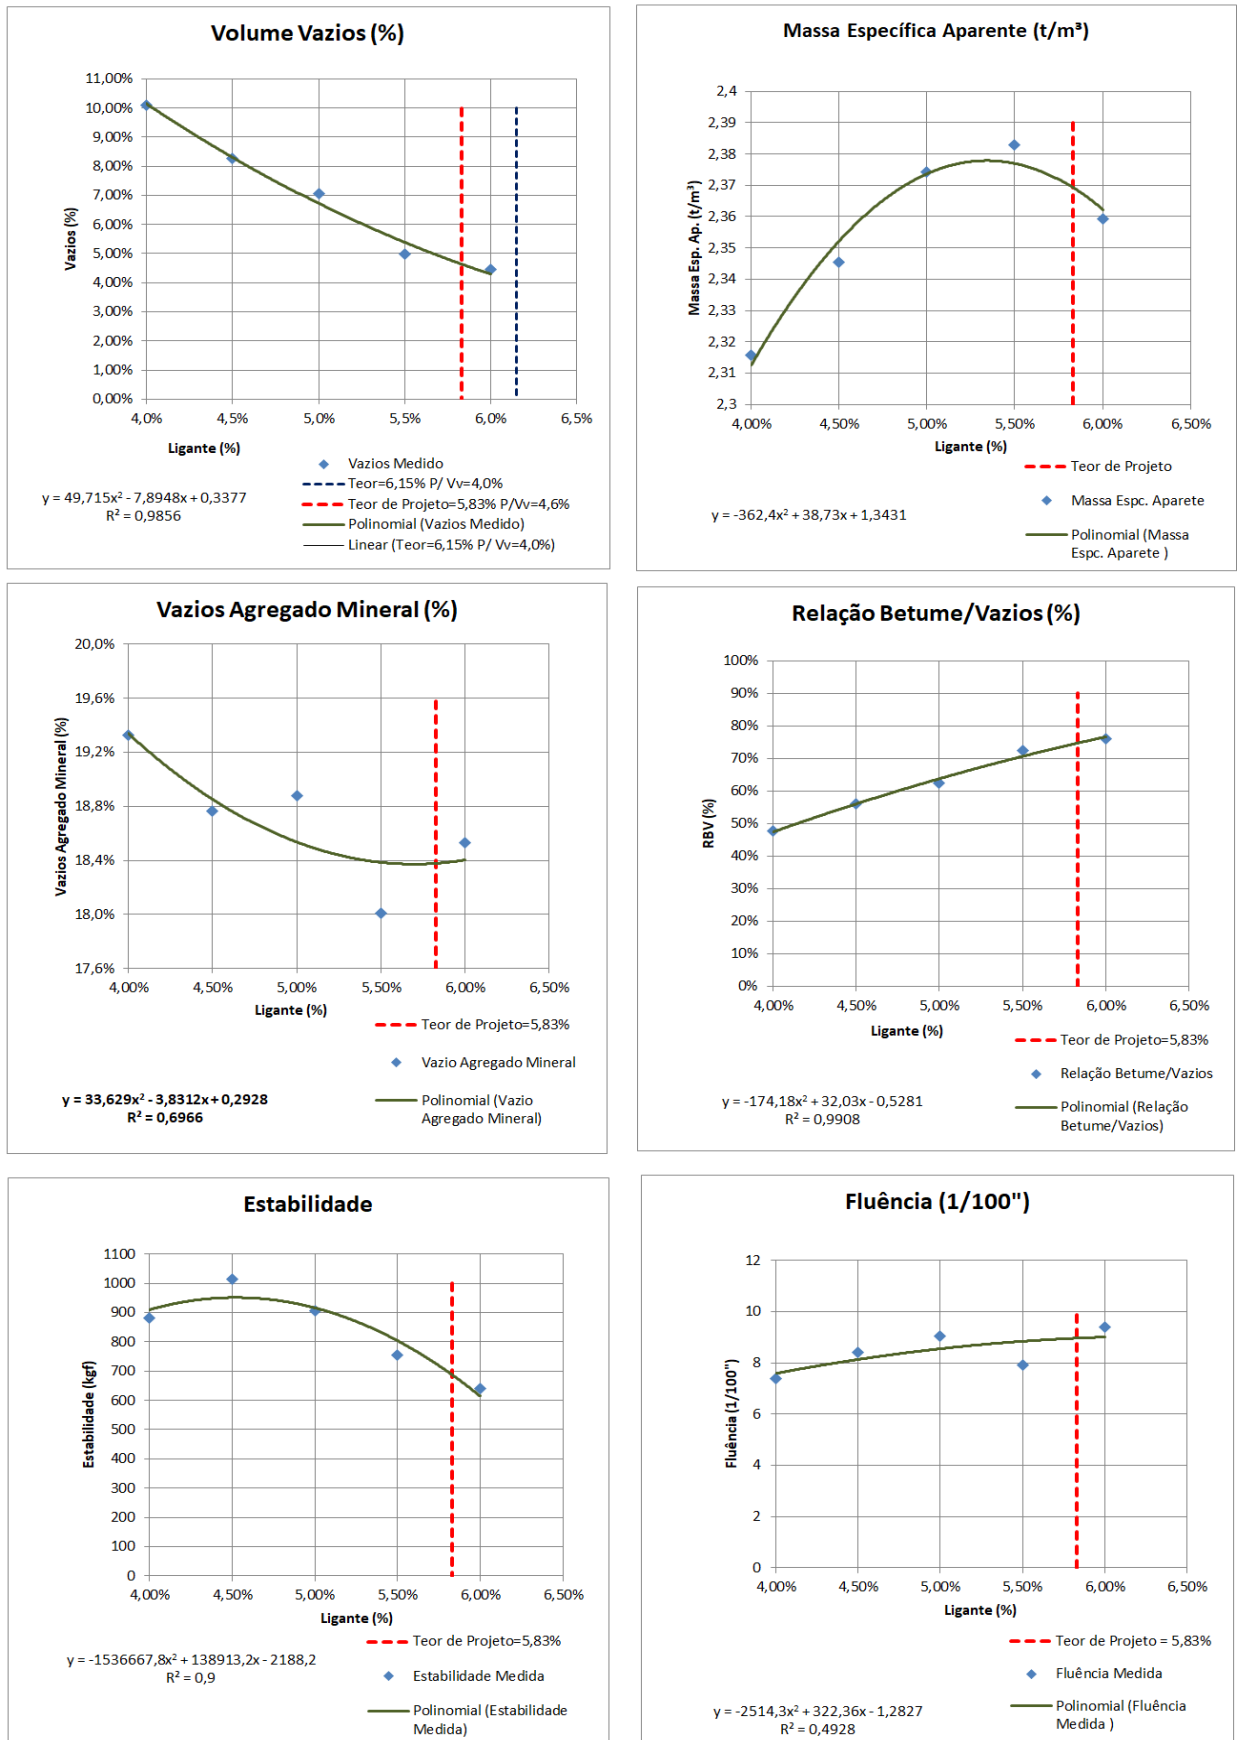 Volume Vazios (%)
11,00%
10,00%
9,00%
8,00%
7,00%
6,00%
5,00%
4,00%
3,00%
2,00%
1,00%
0,00%
Vazios (%)
4,0%
4,5%
5,0%
5,5%
6,0%
6,5%
Ligante (%)
Vazios Medido
Teor=6,15% P/ Vv=4,0%
Teor de Projeto=5,83% P/Vv=4,6%
Polinomial (Vazios Medido)
Linear (Teor=6,15% P/ Vv=4,0%)
y = 49,715x² - 7,8948x + 0,3377
R² = 0,9856
Massa Específica Aparente (t/m³)
2,4
2,39
2,38
2,37
2,36
2,35
2,34
2,33
2,32
2,31
2,3
Massa Esp. Ap. (t/m³)
4,00%
4,50%
5,00%
5,50%
6,00%
6,50%
Ligante (%)
Teor de Projeto
Massa Espc. Aparete
Polinomial (Massa
Espc. Aparete )
y = -362,4x² + 38,73x + 1,3431
Vazios Agregado Mineral (%)
20,0%
19,6%
19,2%
18,8%
18,4%
18,0%
17,6%
Vazios Agregado Mineral (%)
4,00%
4,50%
5,00%
5,50%
6,00%
6,50%
Ligante (%)
Teor de Projeto=5,83%
Vazio Agregado Mineral
Polinomial (Vazio
Agregado Mineral)
y = 33,629x² - 3,8312x + 0,2928
R² = 0,6966
Relação Betume/Vazios (%)
100%
90%
80%
70%
60%
50%
40%
30%
20%
10%
0%
RBV (%)
4,00%
4,50%
5,00%
5,50%
6,00%
6,50%
Ligante (%)
Teor de Projeto=5,83%
Relação Betume/Vazios
Polinomial (Relação
Betume/Vazios)
y = -174,18x² + 32,03x - 0,5281
R² = 0,9908
Estabilidade
1100
1000
900
800
700
600
500
400
300
200
100
0
Estabilidade (kgf)
4,00%
4,50%
5,00%
5,50%
6,00%
6,50%
Ligante (%)
Teor de Projeto=5,83%
Estabilidade Medida
Polinomial (Estabilidade
Medida)
y = -1536667,8x² + 138913,2x - 2188,2
R² = 0,9
Fluência (1/100")
12
10
8
6
4
2
0
Fluência (1/100")
4,00%
4,50%
5,00%
5,50%
6,00%
6,50%
Ligante (%)
Teor de Projeto = 5,83%
Fluência Medida
Polinomial (Fluência
Medida )
y = -2514,3x² + 322,36x - 1,2827
R² = 0,4928